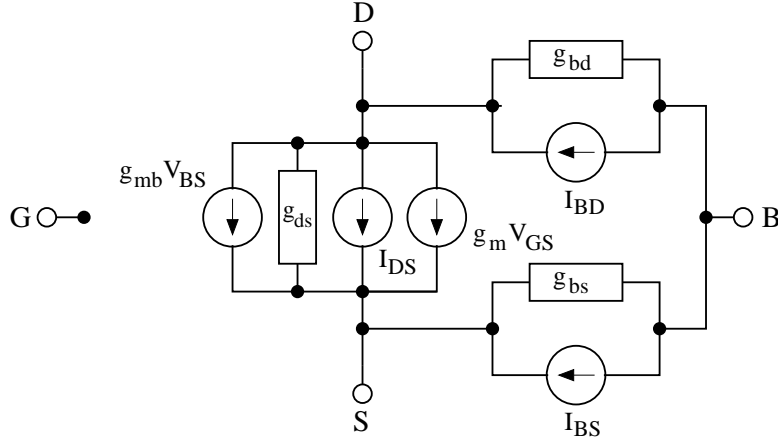 D
g_bd
I_BD
g_mb V_BS
g_ds
I_DS
g_m V_GS
G
B
g_bs
I_BS
S